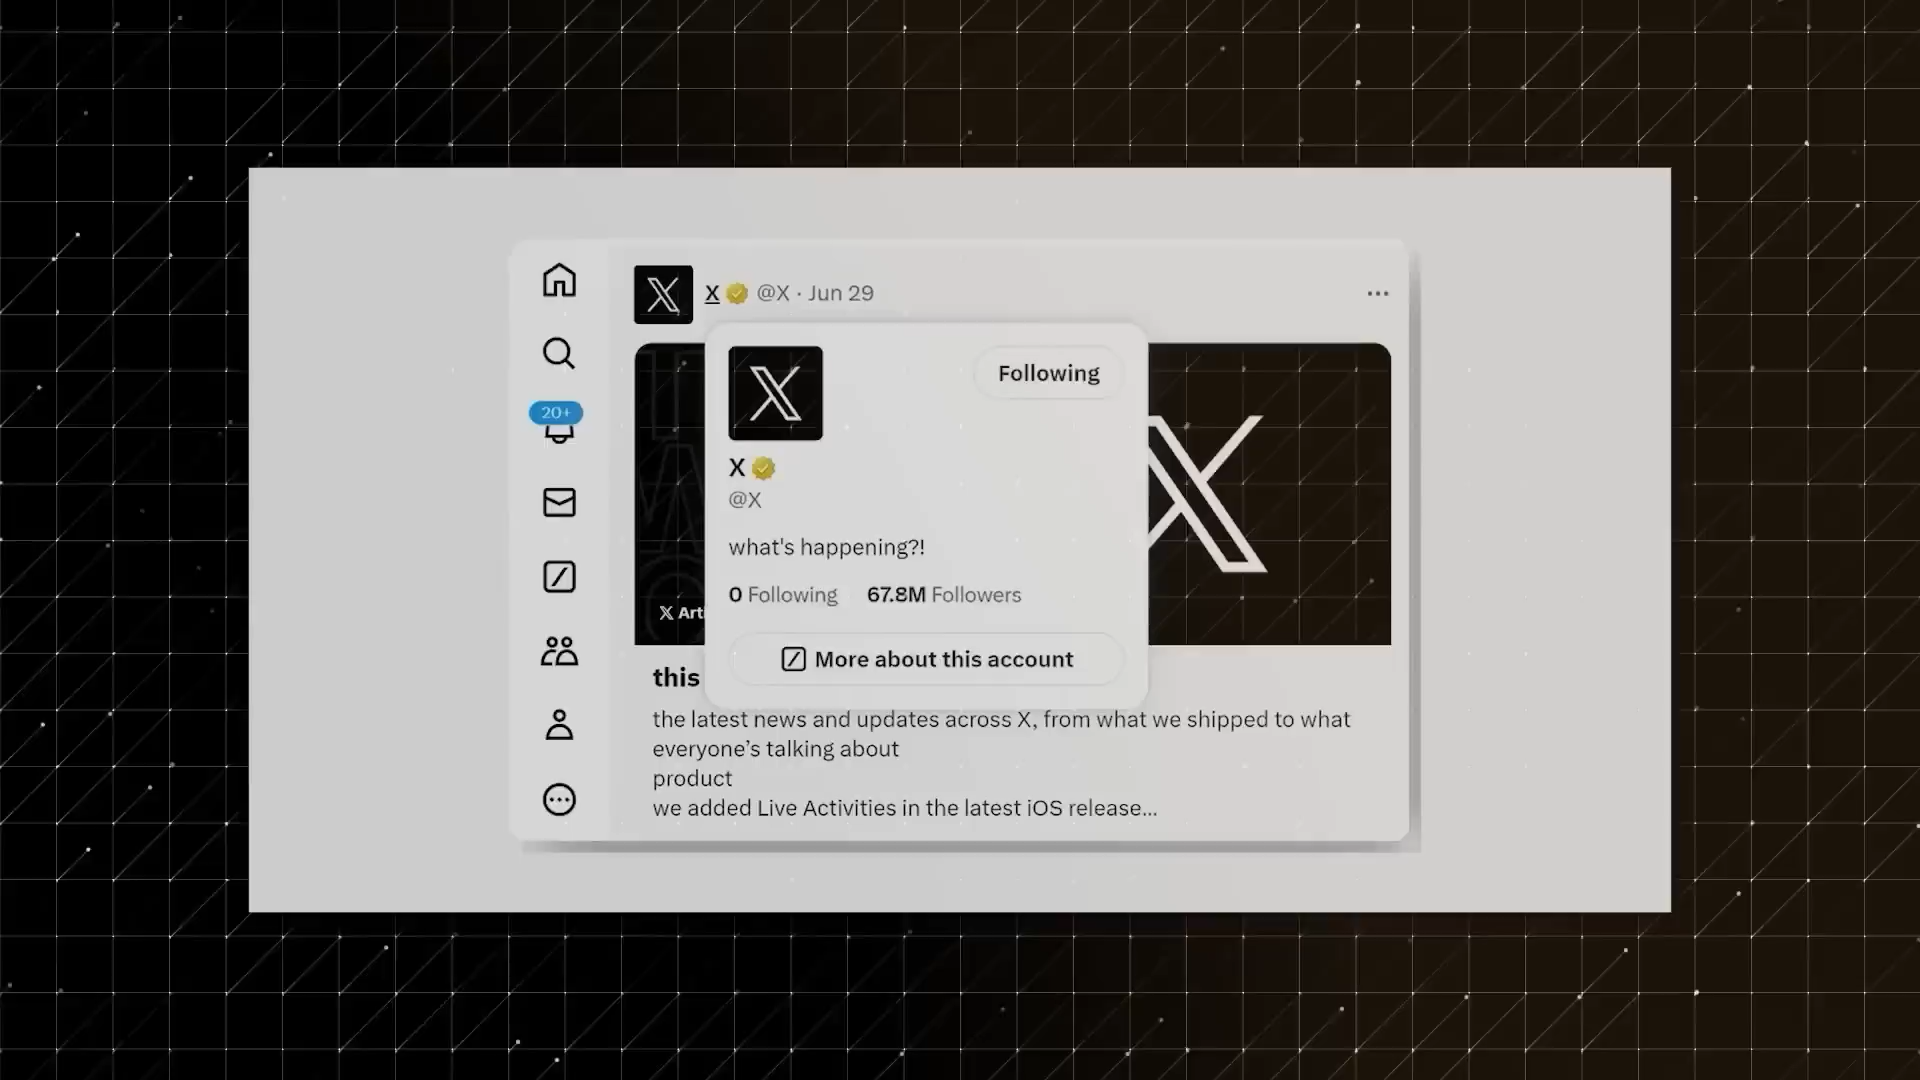 X @X · Jun 29
20+
Following
X
@X
what's happening?!
0 Following 67.8M Followers
More about this account
X
this
the latest news and updates across X, from what we shipped to what
everyone’s talking about
product
we added Live Activities in the latest iOS release...